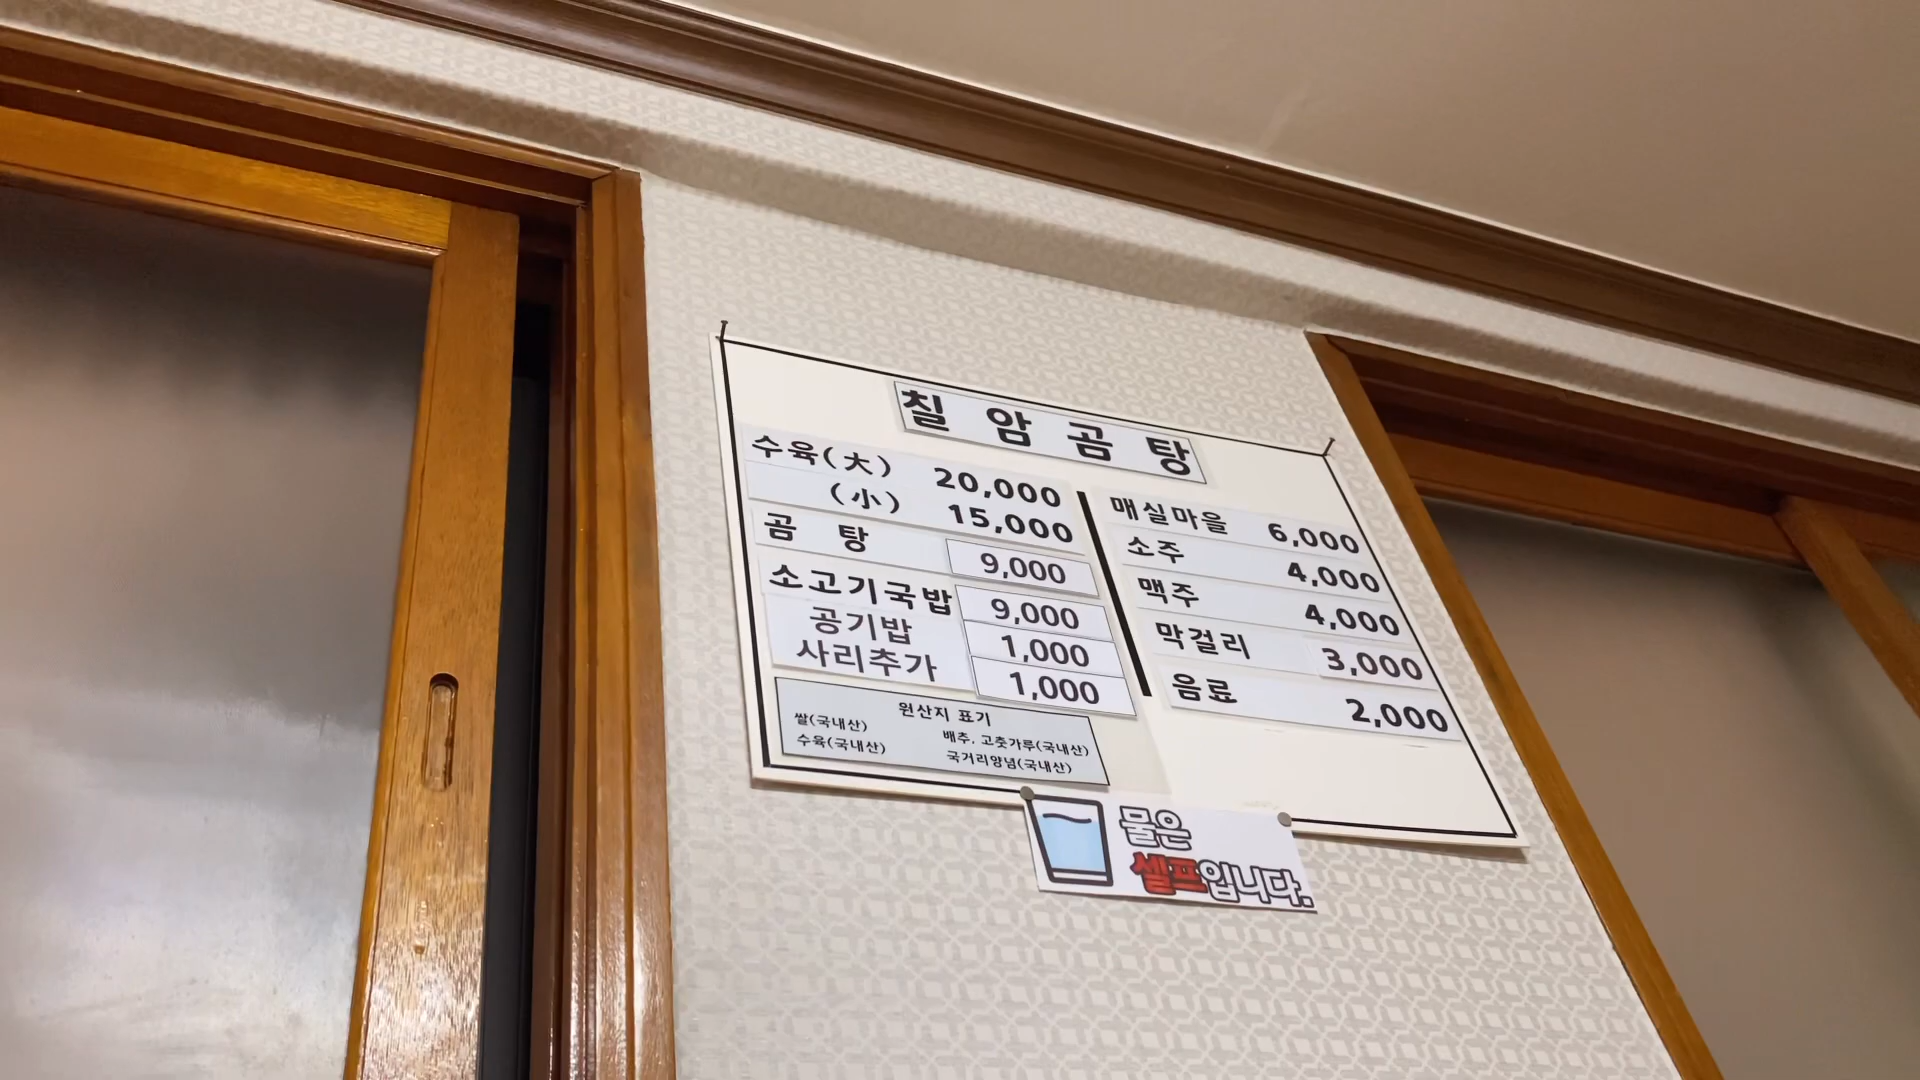 칠 암 곰 탕
수육(大) 20,000
(小) 15,000
곰 탕 9,000
소고기국밥 9,000
공기밥 1,000
사리추가 1,000
매실마을 6,000
소주 4,000
맥주 4,000
막걸리 3,000
음료 2,000
원산지 표기
쌀(국내산) 배추, 고춧가루(국내산)
수육(국내산) 국거리양념(국내산)
물은
셀프입니다.